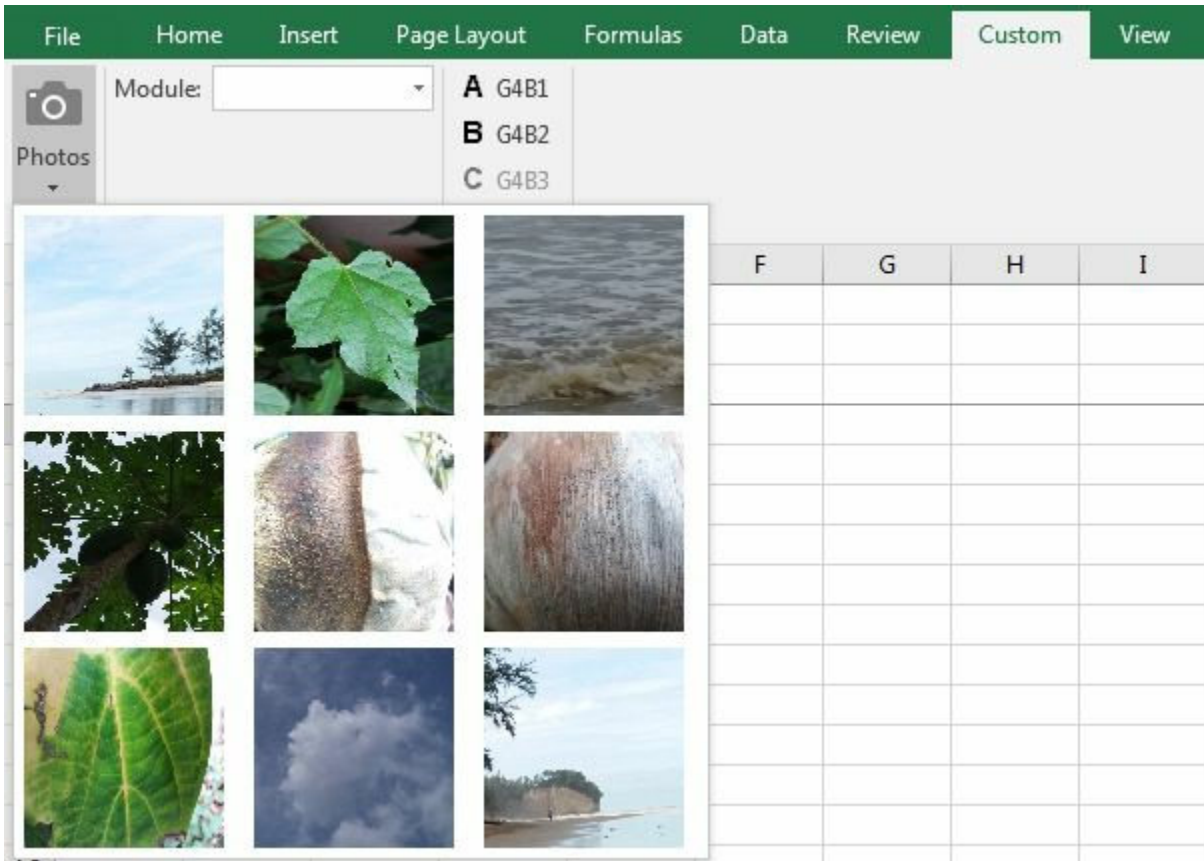 File Home Insert Page Layout Formulas Data Review Custom View
Module: A G4B1
B G4B2
Photos
C G4B3
F G H I